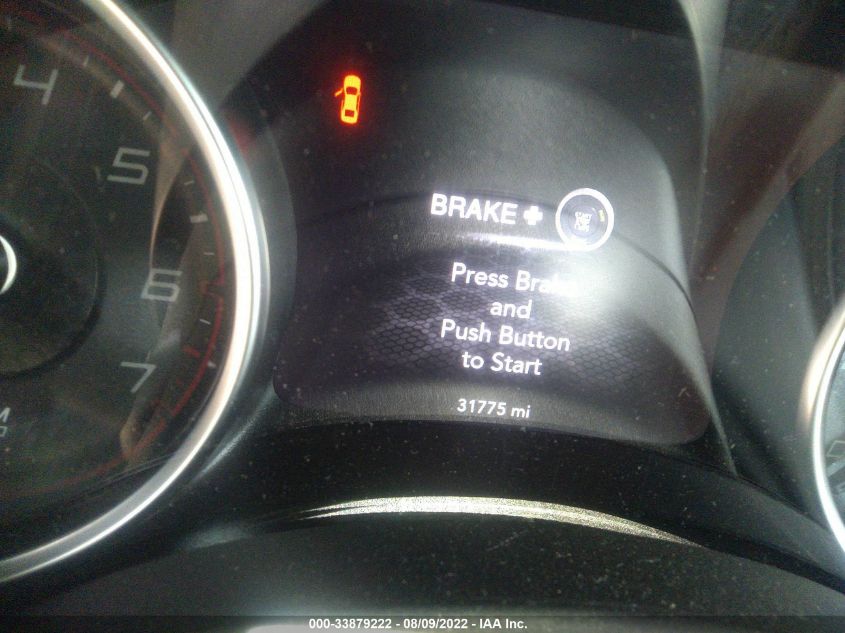 4
5
6
7
BRAKE +
Press Brake
and
Push Button
to Start
31775 mi
000-33879222 - 08/09/2022 - IAA Inc.